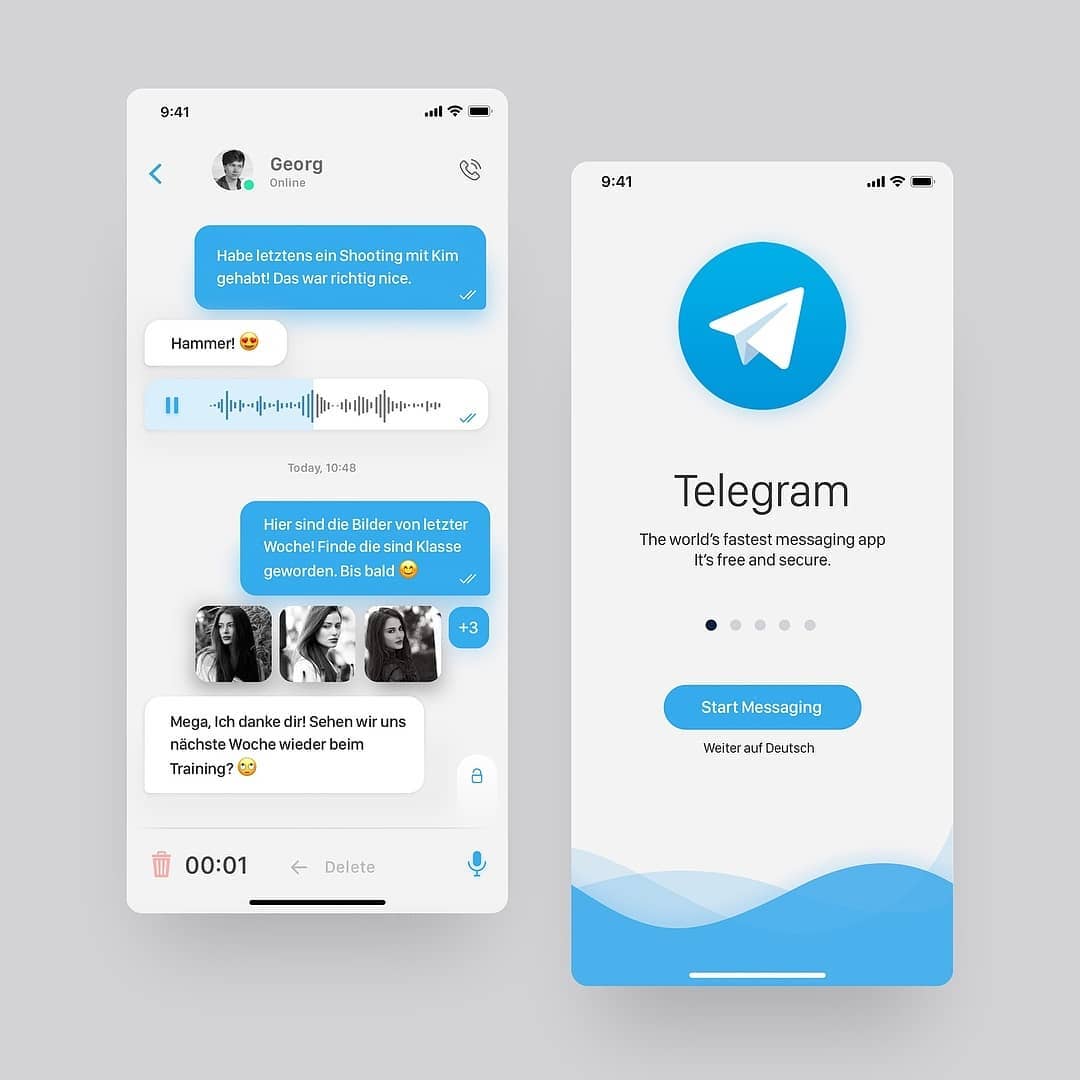 9:41
Georg
Online
Habe letztens ein Shooting mit Kim
gehabt! Das war richtig nice.
Hammer! 😍
Today, 10:48
Hier sind die Bilder von letzter
Woche! Finde die sind Klasse
geworden. Bis bald 😊
+3
Mega, Ich danke dir! Sehen wir uns
nächste Woche wieder beim
Training? 🙄
00:01
Delete
9:41
Telegram
The world’s fastest messaging app
It’s free and secure.
Start Messaging
Weiter auf Deutsch